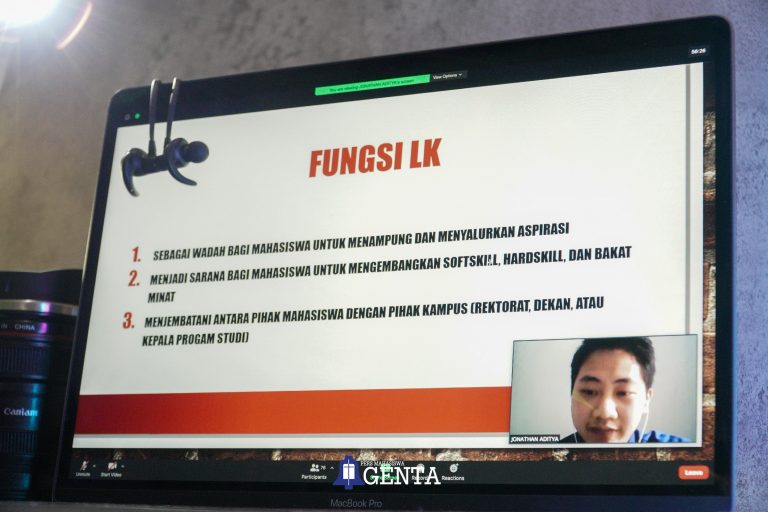 56:26
You are viewing JONATHAN ADITYA's screen
View Options
FUNGSI LK
1. SEBAGAI WADAH BAGI MAHASISWA UNTUK MENAMPUNG DAN MENYALURKAN ASPIRASI
2. MENJADI SARANA BAGI MAHASISWA UNTUK MENGEMBANGKAN SOFTSKILL, HARDSKILL, DAN BAKAT
MINAT
3. MENJEMBATANI ANTARA PIHAK MAHASISWA DENGAN PIHAK KAMPUS (REKTORAT, DEKAN, ATAU
KEPALA PROGAM STUDI)
JONATHAN ADITYA
IN CHINA
Caniam
Unmute
Start Video
Participants
76
Reactions
Leave
PERS MAHASISWA
GENTA
MacBook Pro